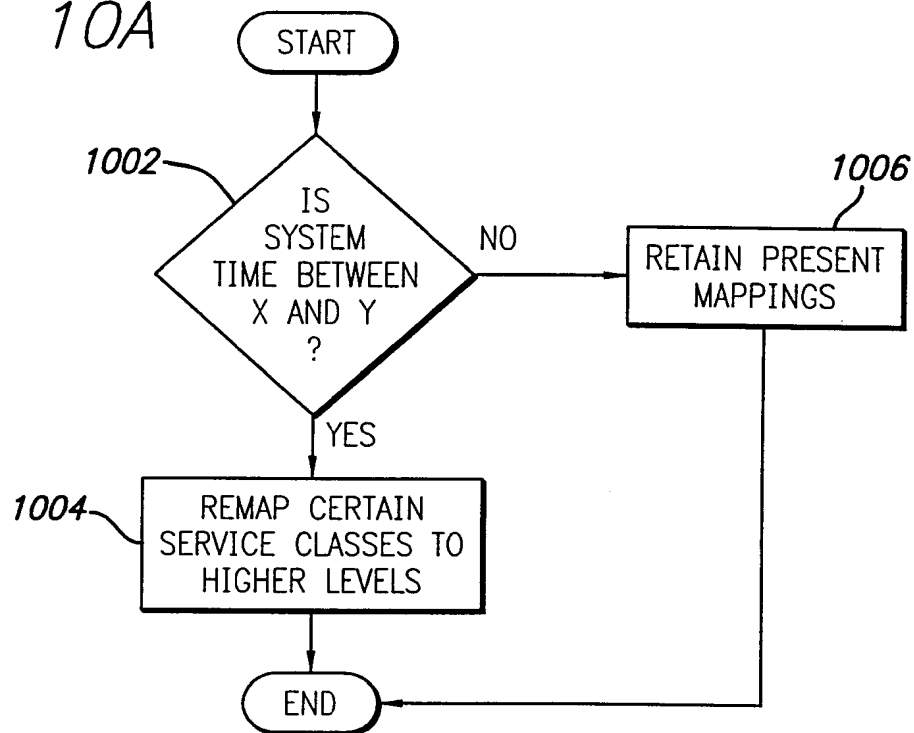 10A
START
1002
IS
SYSTEM
TIME BETWEEN
X AND Y
?
NO
1006
RETAIN PRESENT
MAPPINGS
YES
1004
REMAP CERTAIN
SERVICE CLASSES TO
HIGHER LEVELS
END